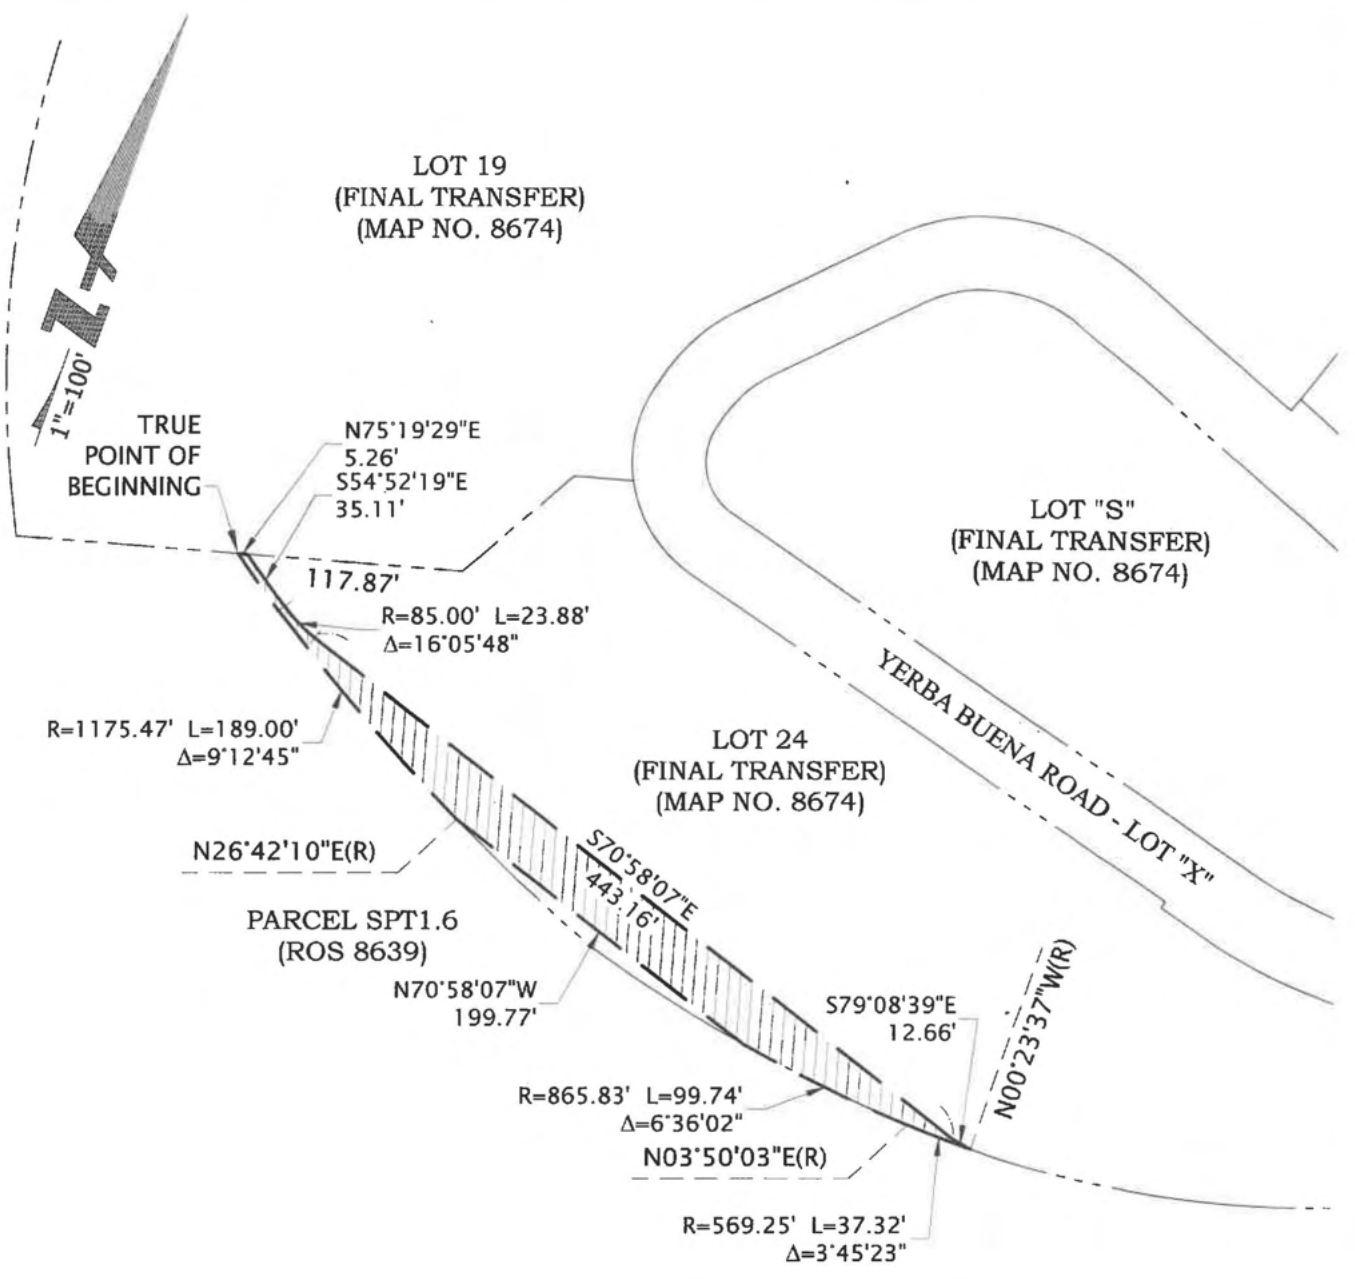 LOT 19
(FINAL TRANSFER)
(MAP NO. 8674)
N
1"=100'
TRUE
POINT OF
BEGINNING
N75°19'29"E
5.26'
S54°52'19"E
35.11'
117.87'
R=85.00' L=23.88'
Δ=16°05'48"
LOT "S"
(FINAL TRANSFER)
(MAP NO. 8674)
YERBA BUENA ROAD - LOT "X"
R=1175.47' L=189.00'
Δ=9°12'45"
LOT 24
(FINAL TRANSFER)
(MAP NO. 8674)
N26°42'10"E(R)
S70°58'07"E
443.16'
PARCEL SPT1.6
(ROS 8639)
N70°58'07"W
199.77'
S79°08'39"E
12.66'
N00°23'37"W(R)
R=865.83' L=99.74'
Δ=6°36'02"
N03°50'03"E(R)
R=569.25' L=37.32'
Δ=3°45'23"